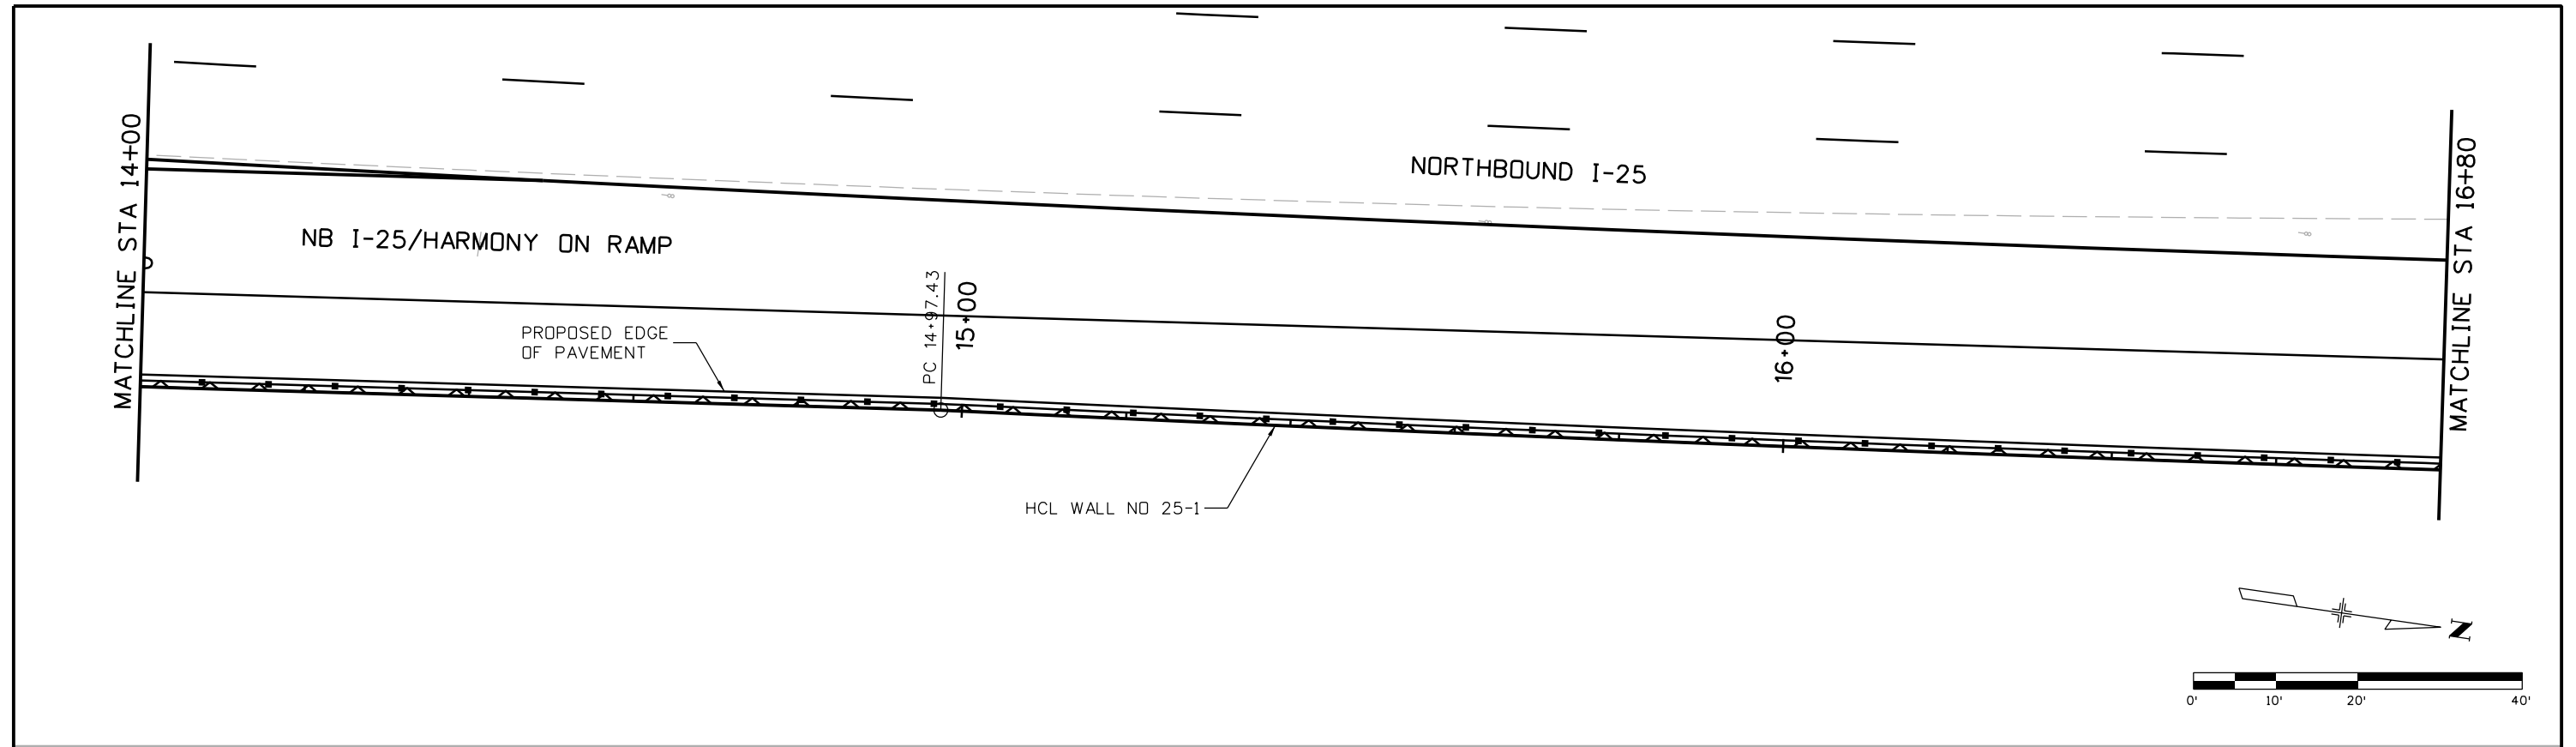 MATCHLINE STA 14+00
NORTHBOUND I-25
NB I-25/HARMONY ON RAMP
MATCHLINE STA 16+80
PROPOSED EDGE
OF PAVEMENT
PC 14+97.43
15+00
16+00
HCL WALL NO 25-1
N
0' 10' 20' 40'